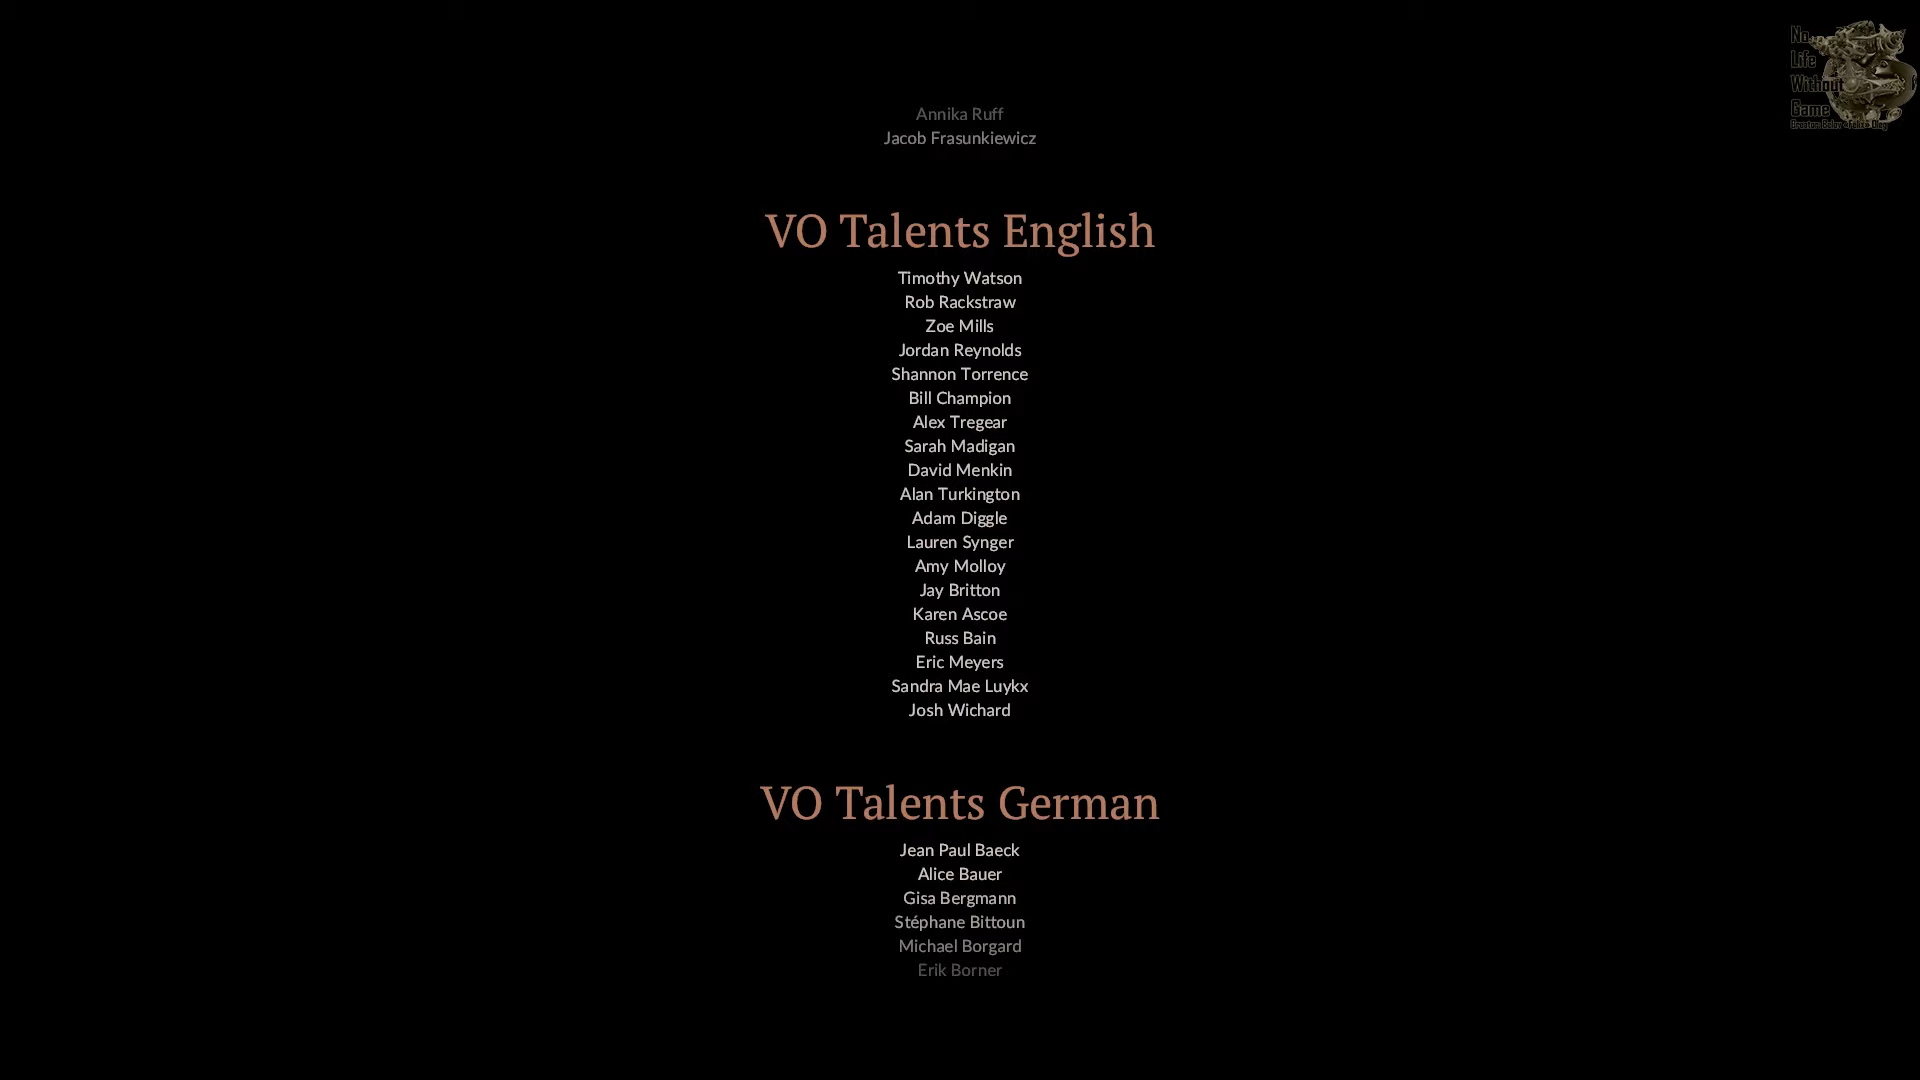 Annika Ruff
Jacob Frasunkiewicz
VO Talents English
Timothy Watson
Rob Rackstraw
Zoe Mills
Jordan Reynolds
Shannon Torrence
Bill Champion
Alex Tregear
Sarah Madigan
David Menkin
Alan Turkington
Adam Diggle
Lauren Synger
Amy Molloy
Jay Britton
Karen Ascoe
Russ Bain
Eric Meyers
Sandra Mae Luykx
Josh Wichard
VO Talents German
Jean Paul Baeck
Alice Bauer
Gisa Bergmann
Stéphane Bittoun
Michael Borgard
Erik Borner
No
Life
Without
Game